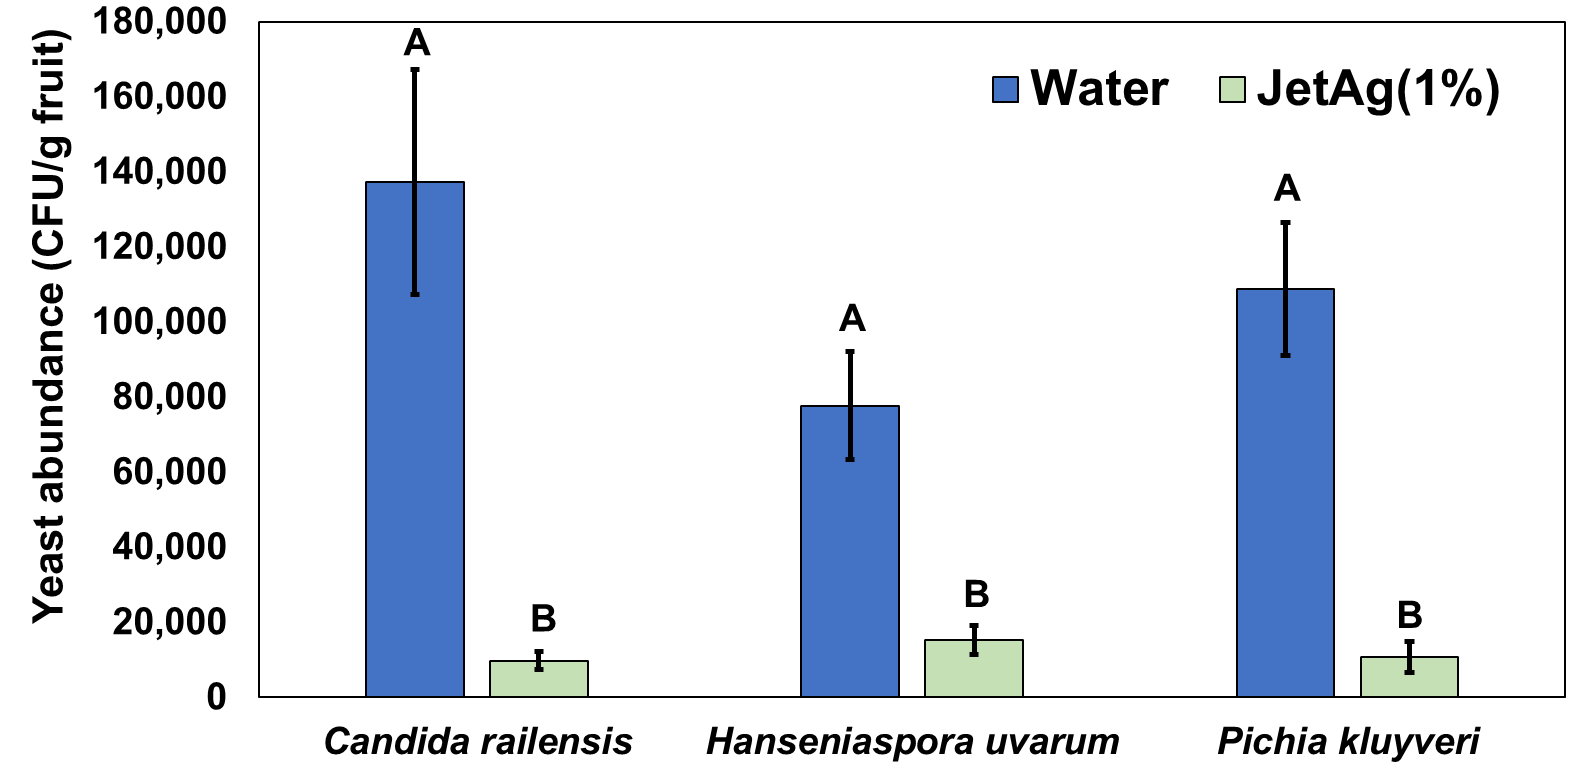 Yeast abundance (CFU/g fruit)
180,000
160,000
140,000
120,000
100,000
80,000
60,000
40,000
20,000
0
Water
JetAg(1%)
A
B
A
B
A
B
Candida railensis
Hanseniaspora uvarum
Pichia kluyveri